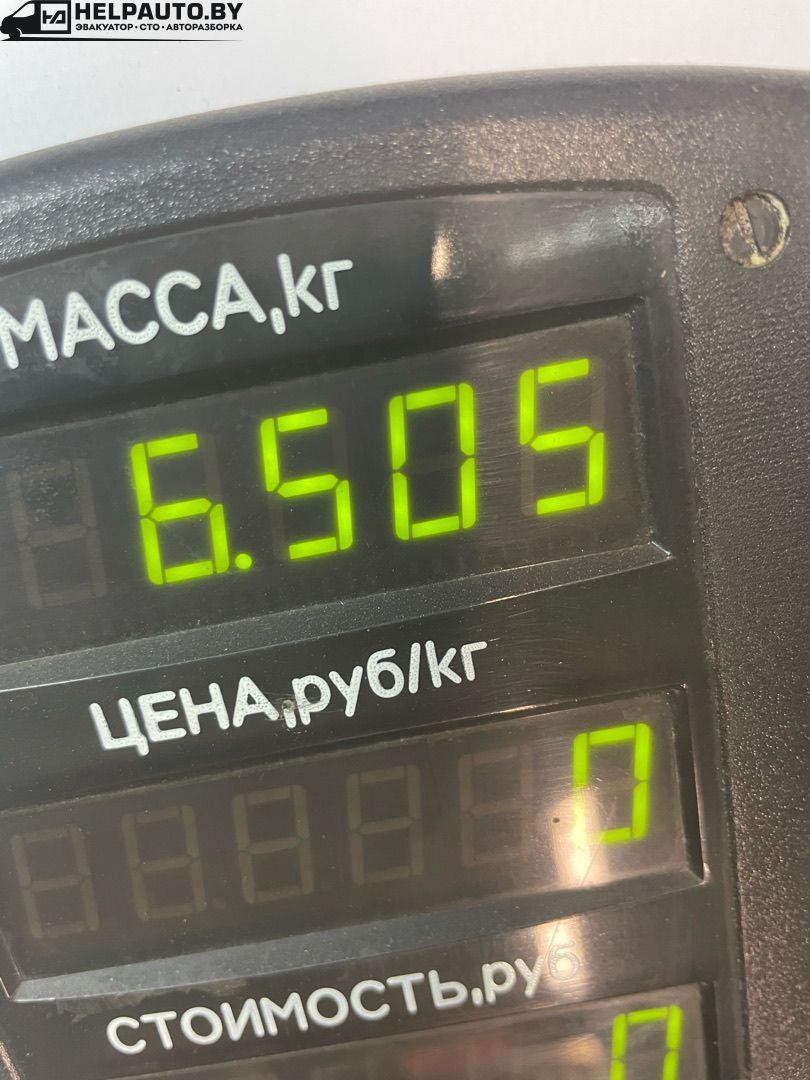 HELPAUTO.BY
ЭВАКУАТОР • СТО • АВТОРАЗБОРКА
МАССА,кг
6.505
ЦЕНА,руб/кг
0
СТОИМОСТЬ,руб
0